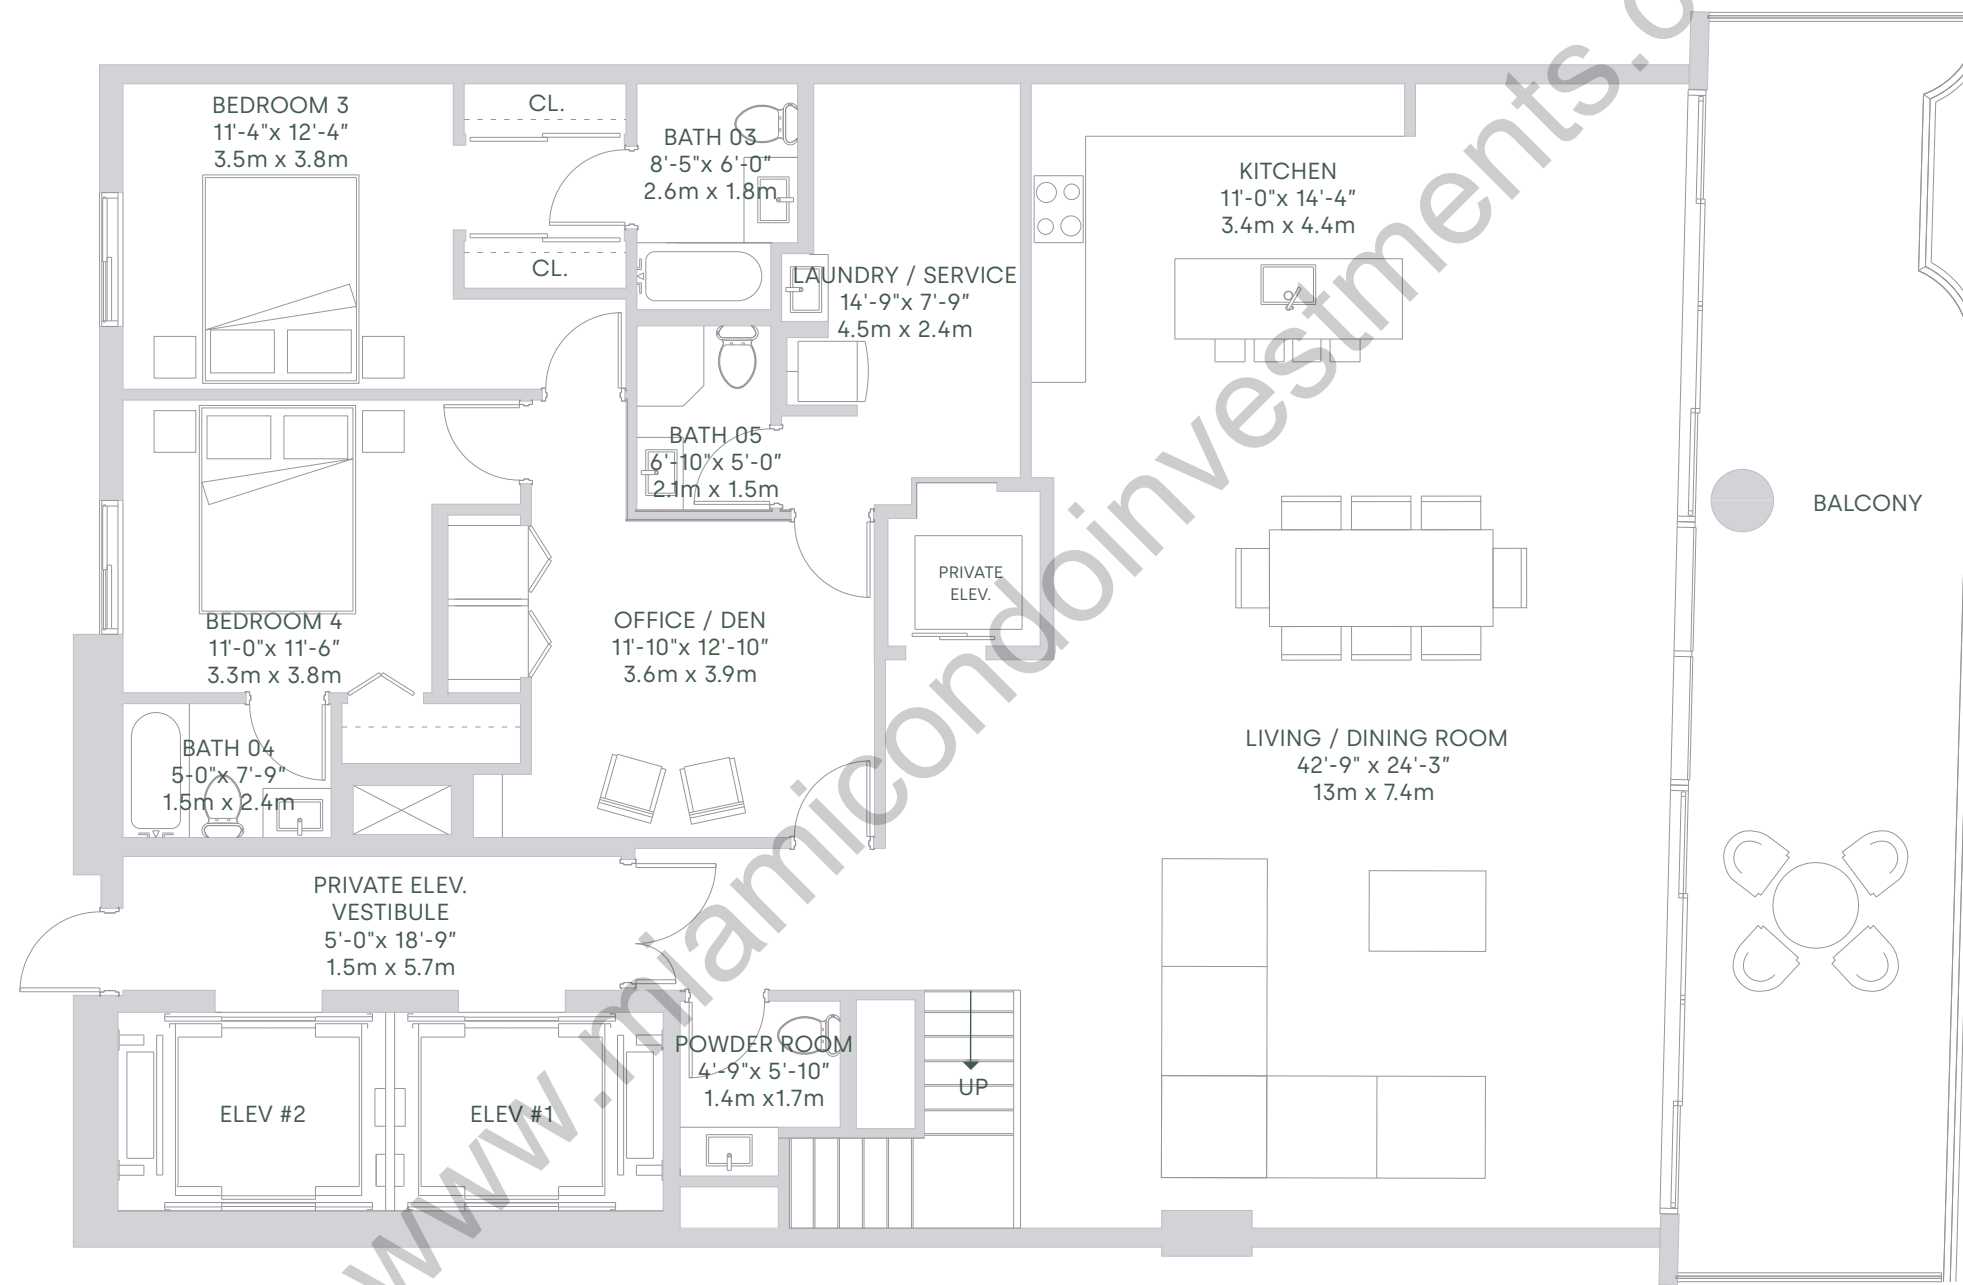 BEDROOM 3
11'-4"x 12'-4"
3.5m x 3.8m
CL.
CL.
BATH 03
8'-5"x 6'-0"
2.6m x 1.8m
LAUNDRY / SERVICE
14'-9"x 7'-9"
4.5m x 2.4m
KITCHEN
11'-0"x 14'-4"
3.4m x 4.4m
BATH 05
6'-10"x 5'-0"
2.1m x 1.5m
BALCONY
PRIVATE
ELEV.
BEDROOM 4
11'-0"x 11'-6"
3.3m x 3.8m
OFFICE / DEN
11'-10"x 12'-10"
3.6m x 3.9m
BATH 04
5-0"x 7'-9"
1.5m x 2.4m
LIVING / DINING ROOM
42'-9" x 24'-3"
13m x 7.4m
PRIVATE ELEV.
VESTIBULE
5'-0"x 18'-9"
1.5m x 5.7m
POWDER ROOM
4'-9"x 5'-10"
1.4m x1.7m
UP
ELEV #2
ELEV #1
www.miamicondoinvestments.o